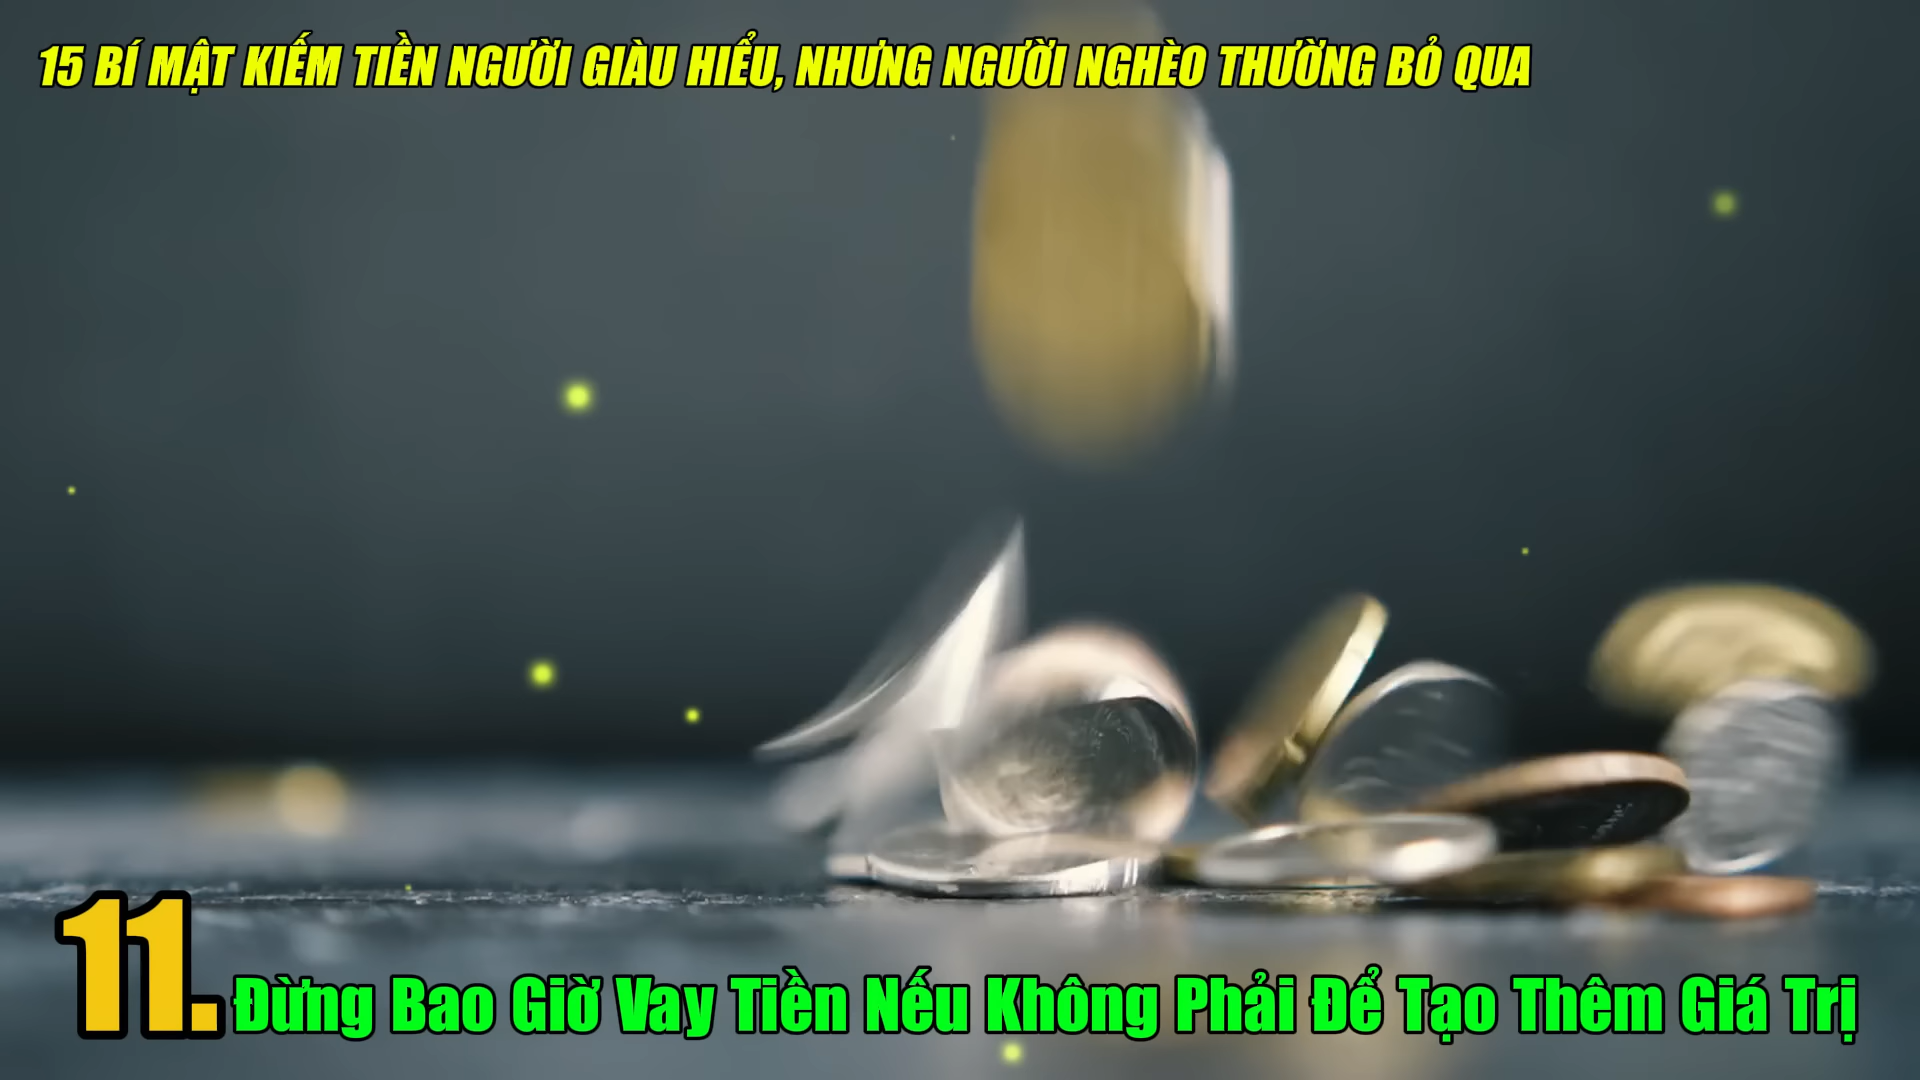 15 BÍ MẬT KIẾM TIỀN NGƯỜI GIÀU HIỂU, NHƯNG NGƯỜI NGHÈO THƯỜNG BỎ QUA
11. Đừng Bao Giờ Vay Tiền Nếu Không Phải Để Tạo Thêm Giá Trị